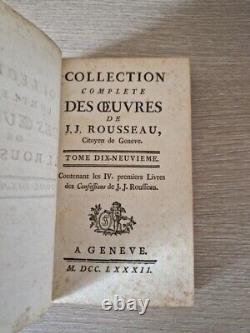 COLLECTION
COMPLETE
DES ŒUVRES
DE
J. J. ROUSSEAU,
Citoyen de Geneve.
TOME DIX-NEUVIEME.
Contenant les IV. premiers Livres
des Confessions de J. J. Rousseau.
A GENEVE.
M. DCC. LXXXII.